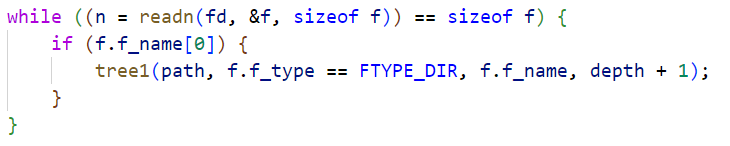 while ((n = readn(fd, &f, sizeof f)) == sizeof f) {
    if (f.f_name[0]) {
        tree1(path, f.f_type == FTYPE_DIR, f.f_name, depth + 1);
    }
}